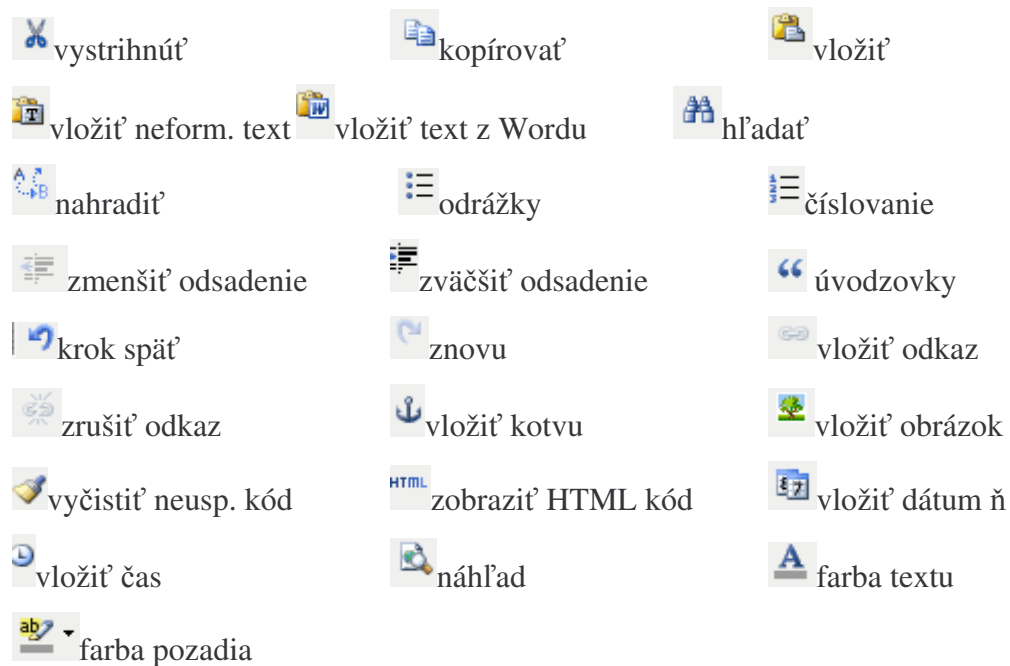 vystrihnúť kopírovať vložiť
vložiť neform. text vložiť text z Wordu hľadať
nahradiť odrážky číslovanie
zmenšiť odsadenie zväčšiť odsadenie úvodzovky
krok späť znovu vložiť odkaz
zrušiť odkaz vložiť kotvu vložiť obrázok
vyčistiť neusp. kód HTML zobraziť HTML kód vložiť dátum ň
vložiť čas náhľad farba textu
farba pozadia